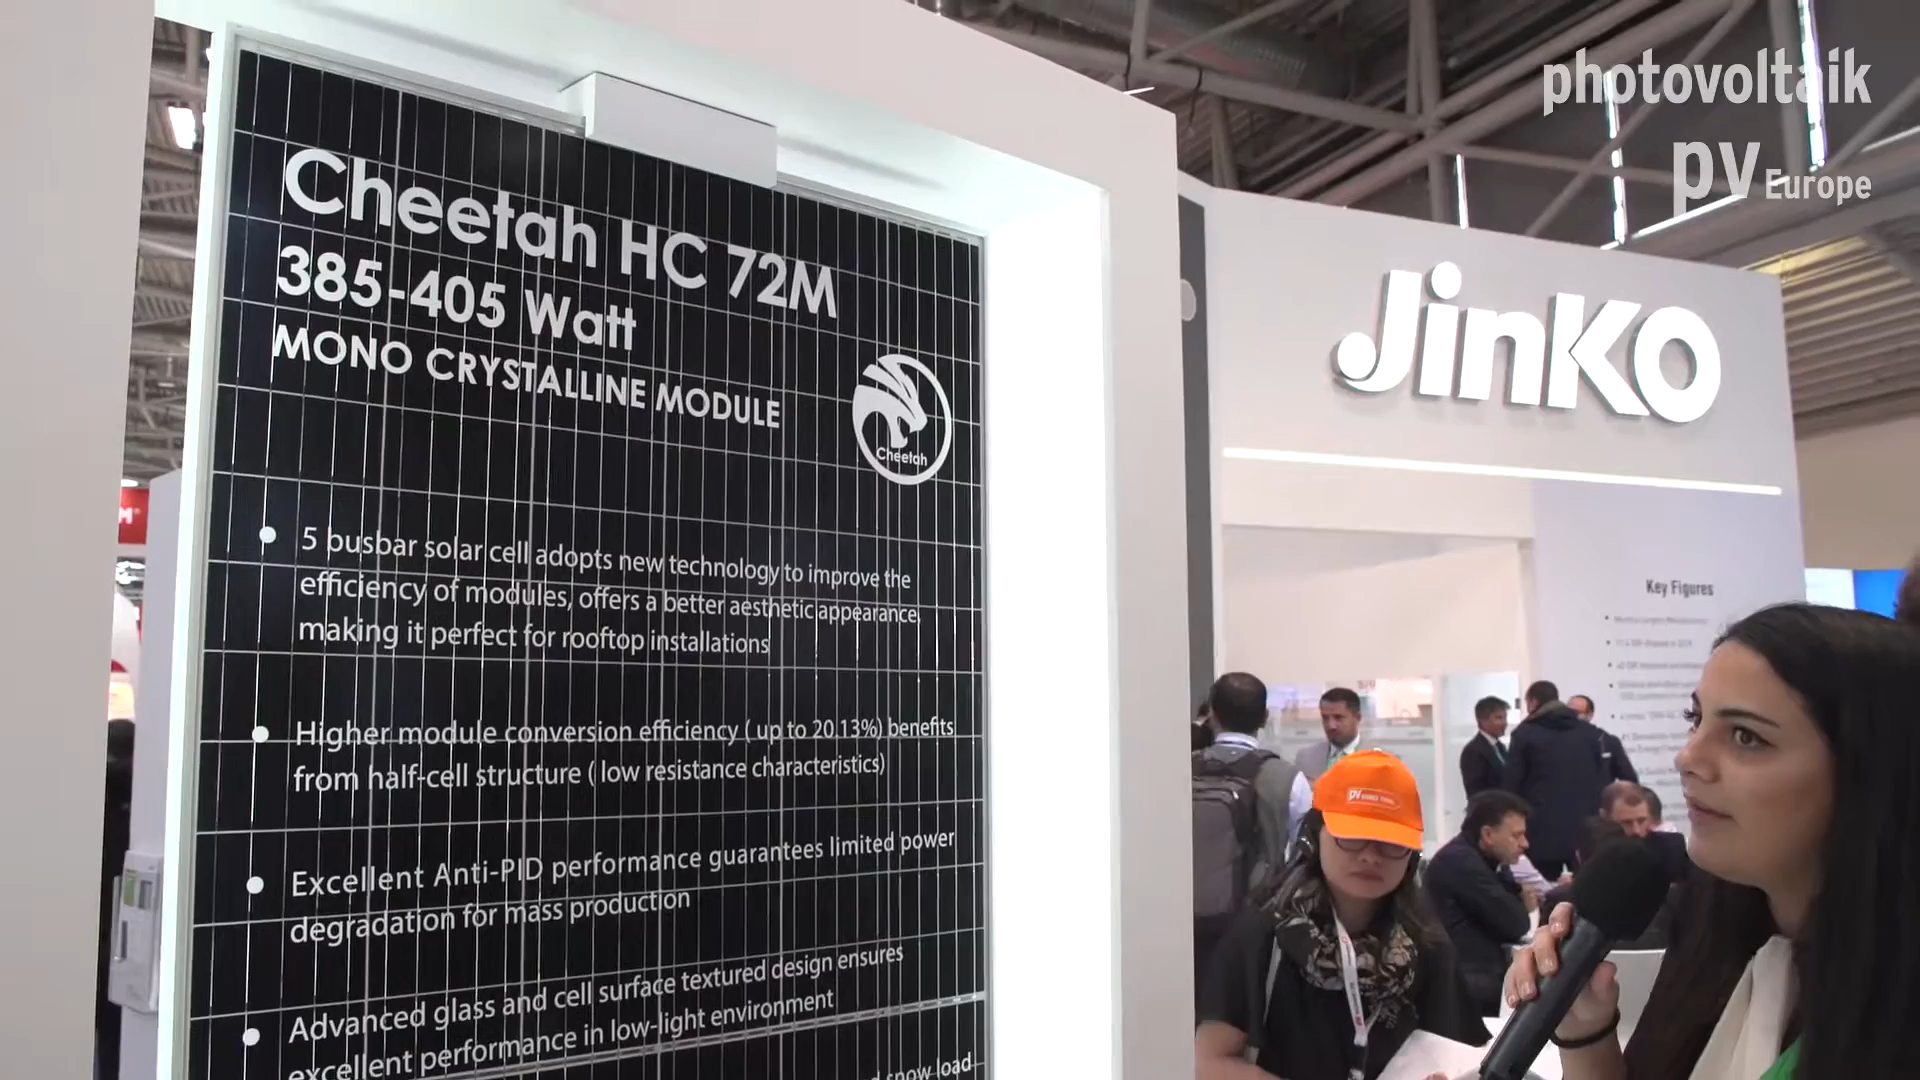 photovoltaik
pv Europe
Cheetah HC 72M
385-405 Watt
MONO CRYSTALLINE MODULE
Cheetah
JinKO
5 busbar solar cell adopts new technology to improve the
efficiency of modules, offers a better aesthetic appearance,
making it perfect for rooftop installations
Higher module conversion efficiency ( up to 20.13%) benefits
from half-cell structure ( low resistance characteristics)
Excellent Anti-PID performance guarantees limited power
degradation for mass production
Advanced glass and cell surface textured design ensures
excellent performance in low-light environment
snow load
Key Figures
pv